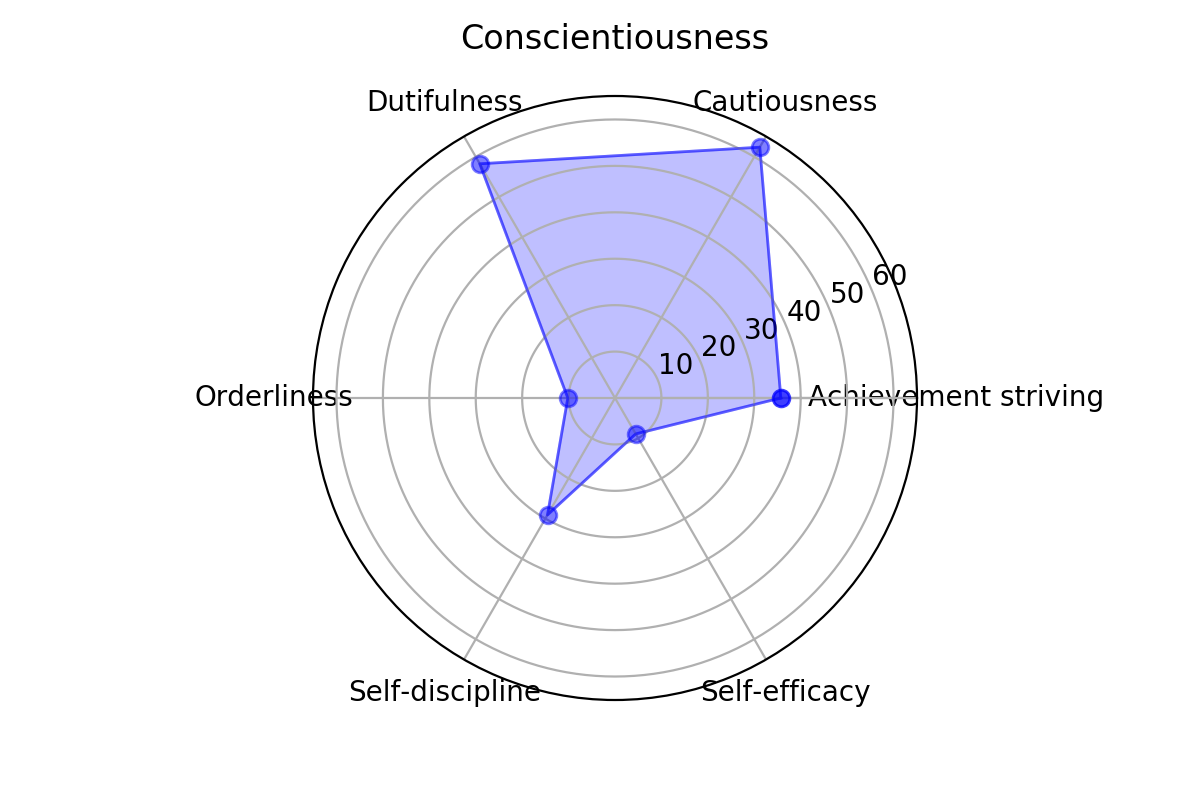 Conscientiousness
Dutifulness
Cautiousness
60
50
40
30
20
10
Orderliness
Achievement striving
Self-discipline
Self-efficacy